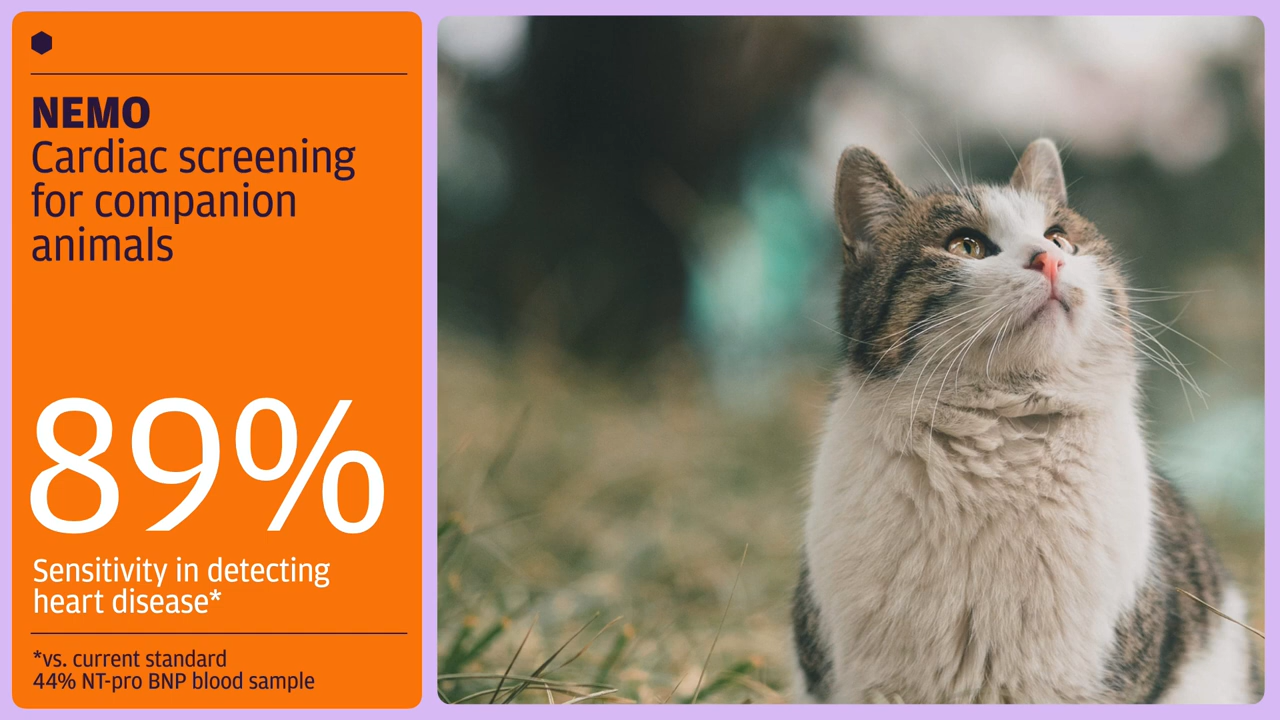 NEMO
Cardiac screening
for companion
animals
89%
Sensitivity in detecting
heart disease*
*vs. current standard
44% NT-pro BNP blood sample